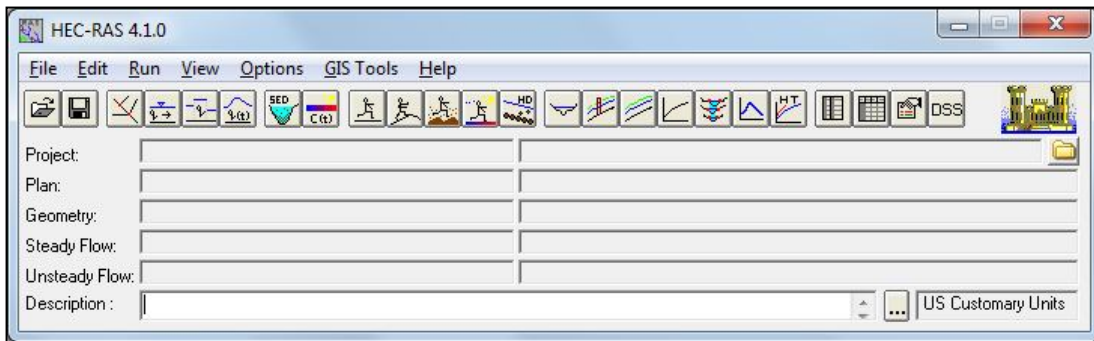 HEC-RAS 4.1.0
File Edit Run View Options GIS Tools Help
SED C(t) HD HT DSS
Project:
Plan:
Geometry:
Steady Flow:
Unsteady Flow:
Description : ... US Customary Units